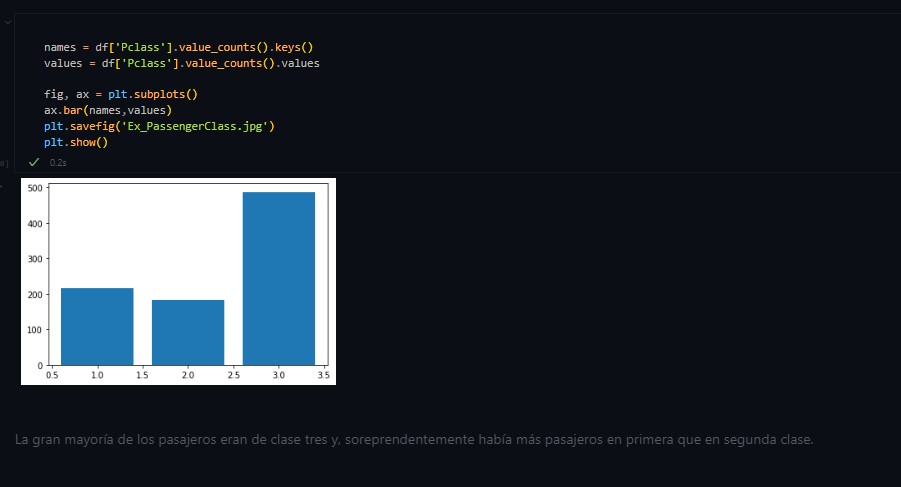 names = df['Pclass'].value_counts().keys()
values = df['Pclass'].value_counts().values
fig, ax = plt.subplots()
ax.bar(names,values)
plt.savefig('Ex_PassengerClass.jpg')
plt.show()
0.2s
500
400
300
200
100
0
0.5 1.0 1.5 2.0 2.5 3.0 3.5
La gran mayoría de los pasajeros eran de clase tres y, soreprendentemente había más pasajeros en primera que en segunda clase.